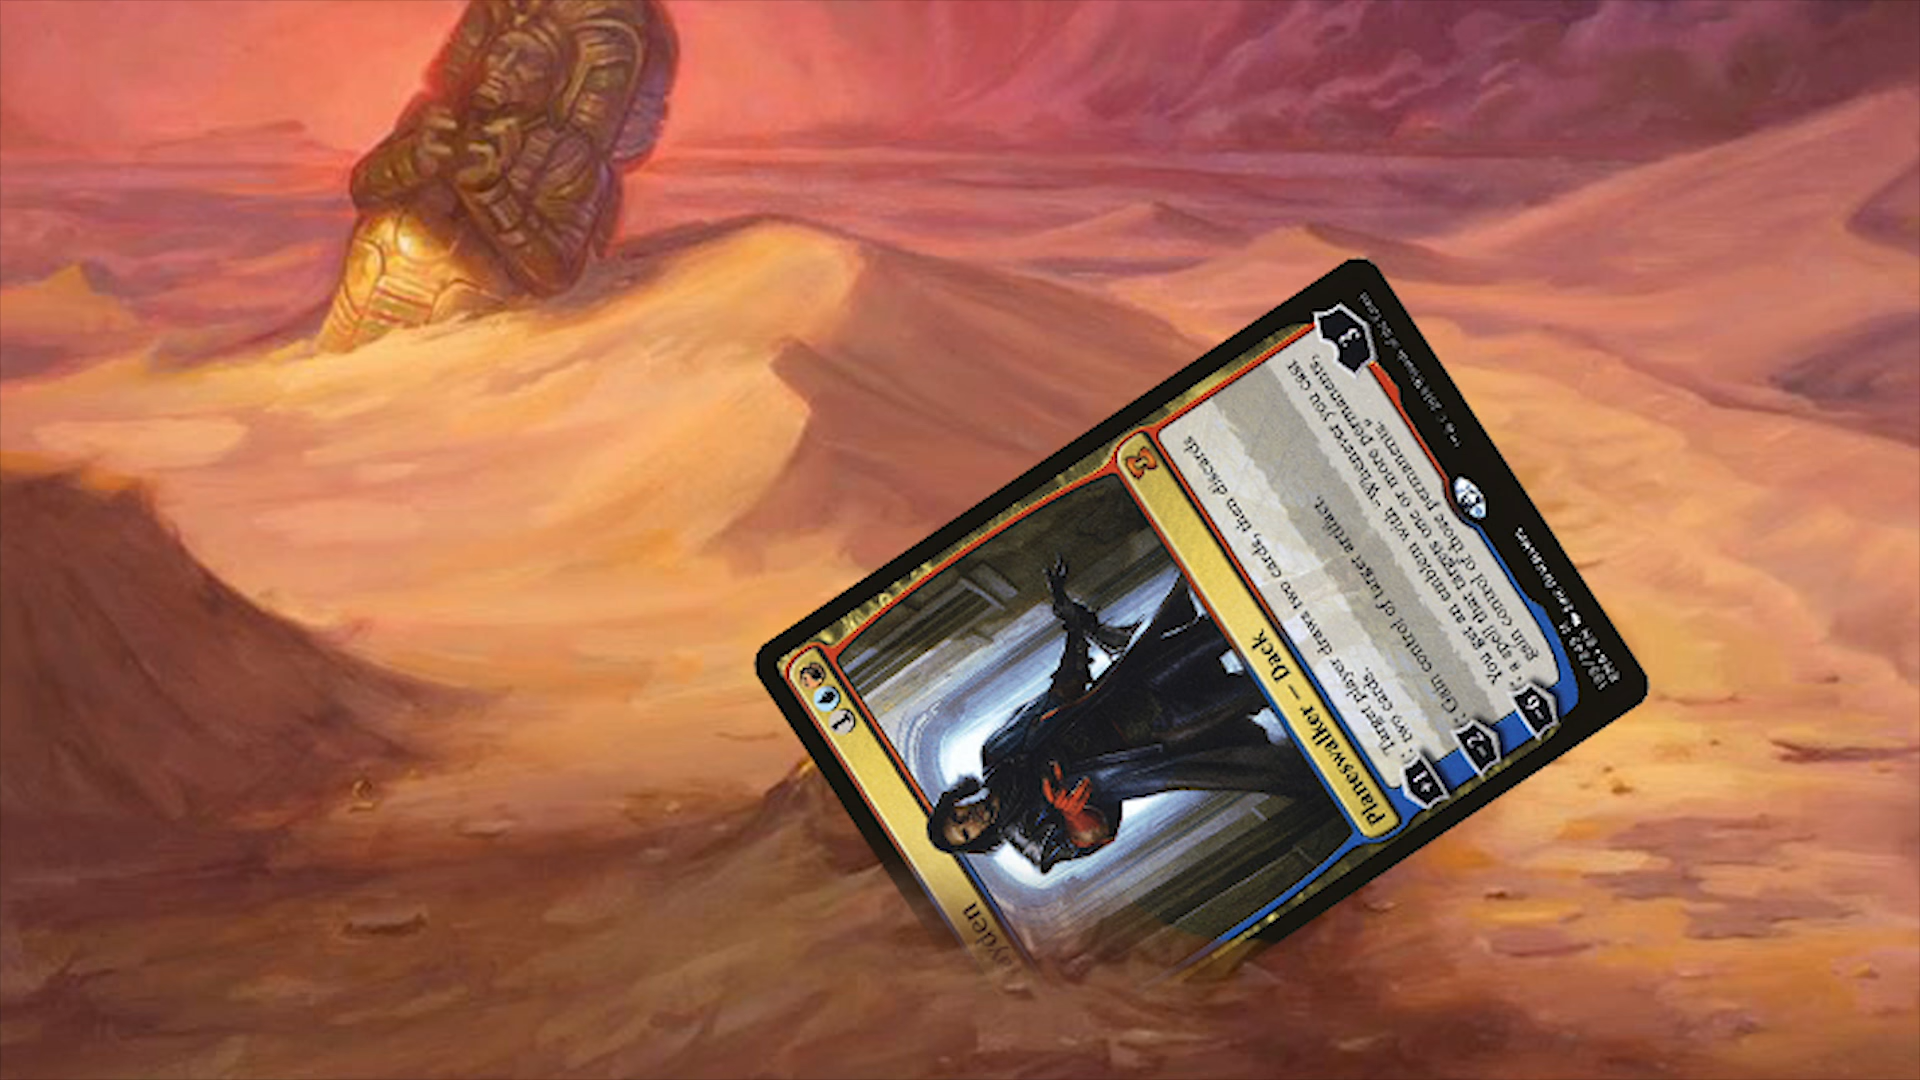 yden
1
Planeswalker — Dack
+1
: Target player draws two cards, then discards
two cards.
−2
: Gain control of target artifact.
−6
: You get an emblem with "Whenever you cast
a spell that targets one or more permanents,
gain control of those permanents."
3